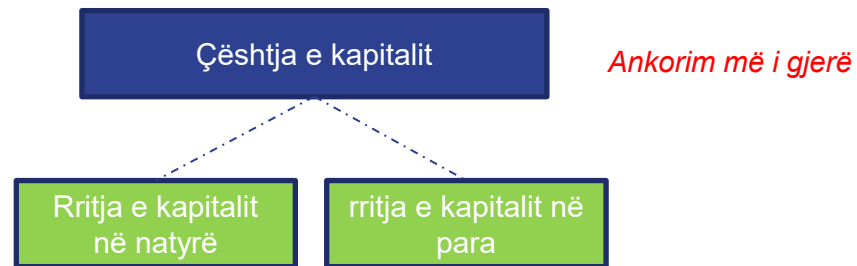 Çështja e kapitalit
Ankorim më i gjerë
Rritja e kapitalit
në natyrë
rritja e kapitalit në
para